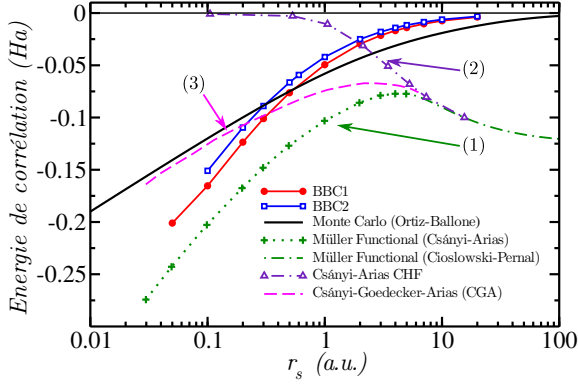 Energie de corrélation (Ha)
0
-0.05
-0.1
-0.15
-0.2
-0.25
(3)
(2)
(1)
BBC1
BBC2
Monte Carlo (Ortiz-Ballone)
Müller Functional (Csányi-Arias)
Müller Functional (Cioslowski-Pernal)
Csányi-Arias CHF
Csányi-Goedecker-Arias (CGA)
0.01 0.1 1 10 100
r_s (a.u.)